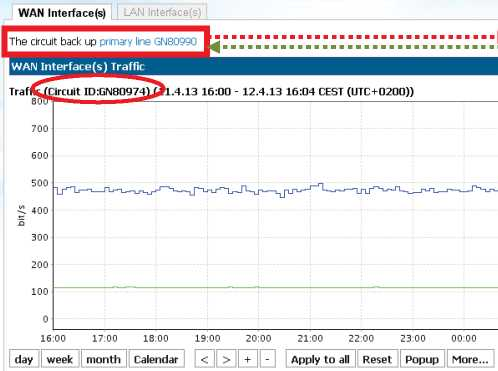 WAN Interface(s) LAN Interface(s)
The circuit back up primary line GN80990
WAN Interface(s) Traffic
Traffic (Circuit ID:GN80974) (11.4.13 16:00 - 12.4.13 16:04 CEST (UTC+0200))
800
700
600
500
400
300
200
100
0
bit/s
16:00 17:00 18:00 19:00 20:00 21:00 22:00 23:00 00:00
day week month Calendar < > + - Apply to all Reset Popup More...